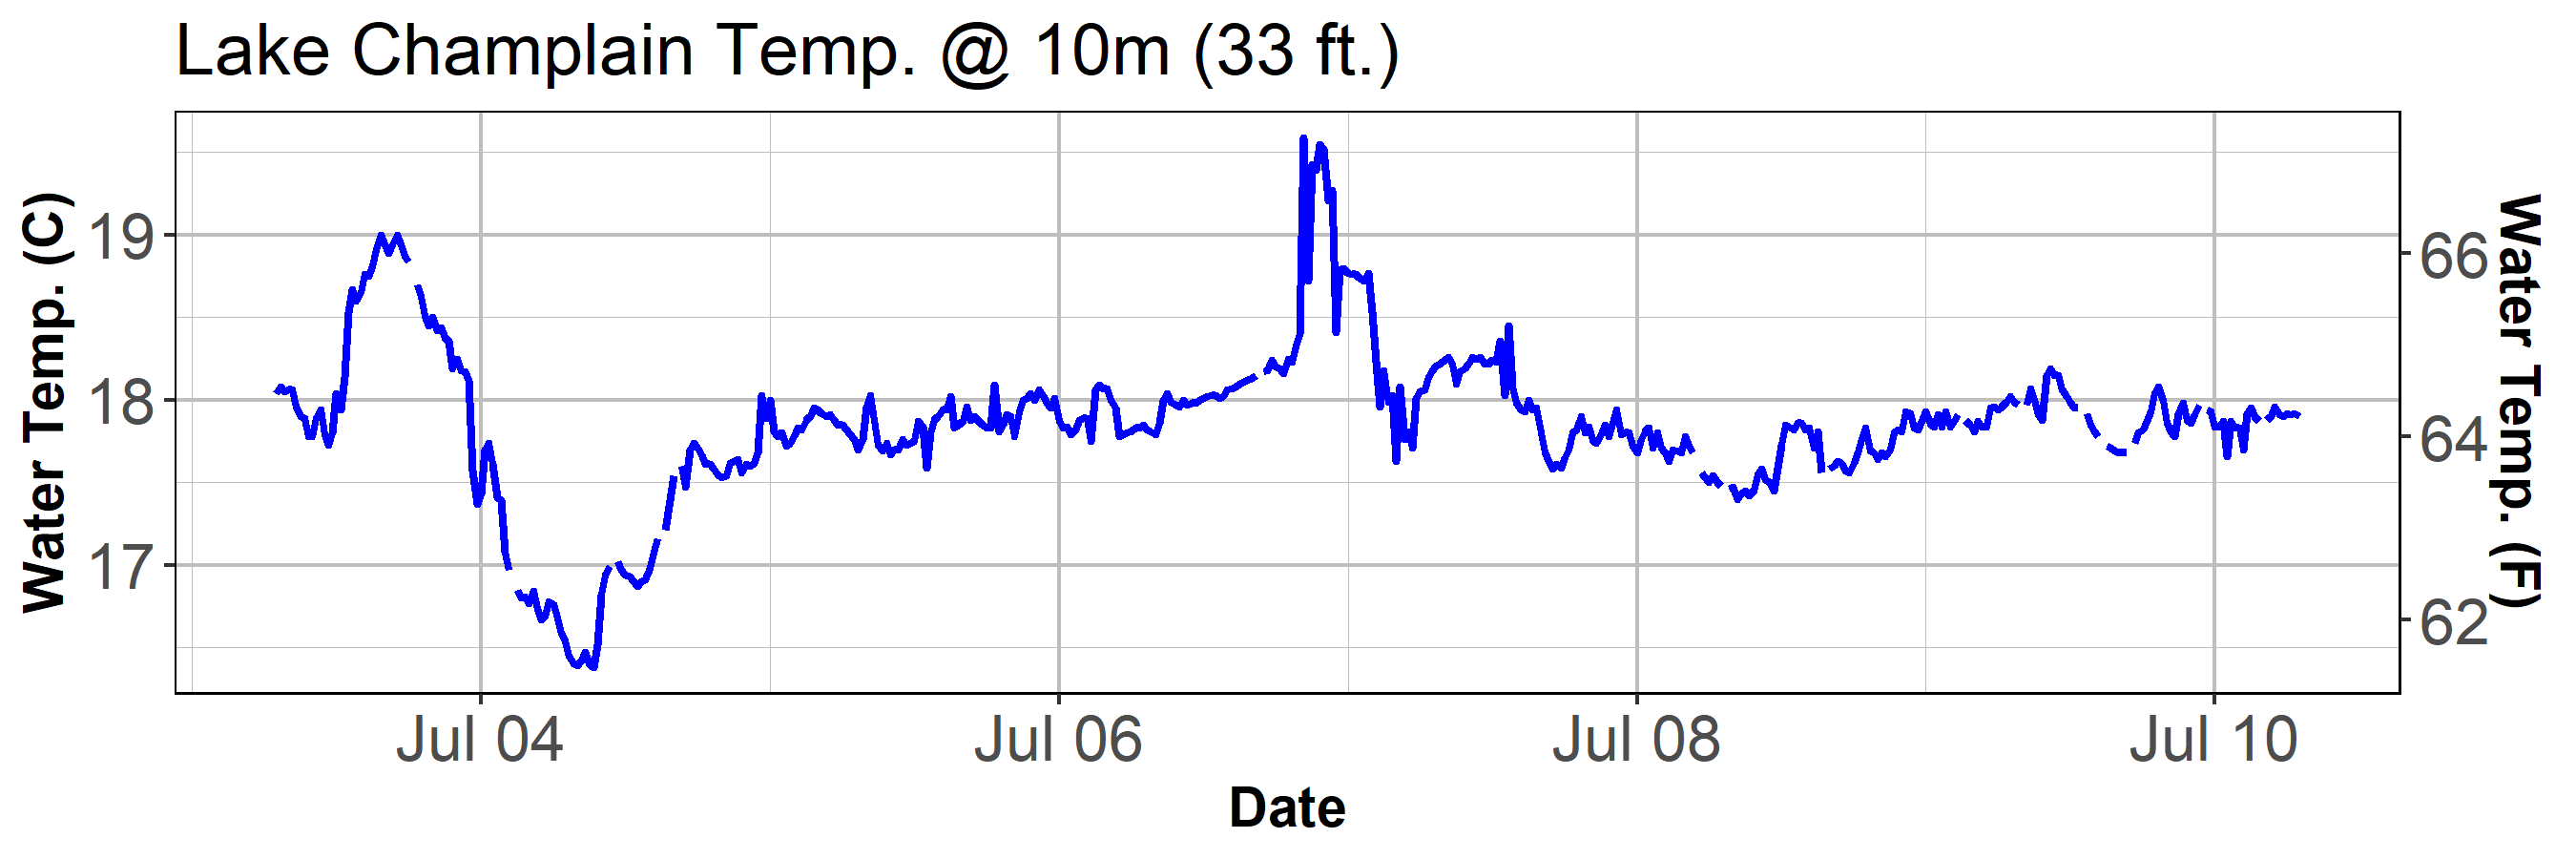 Lake Champlain Temp. @ 10m (33 ft.)
Water Temp. (C)
19
18
17
66
64
62
Water Temp. (F)
Jul 04
Jul 06
Jul 08
Jul 10
Date